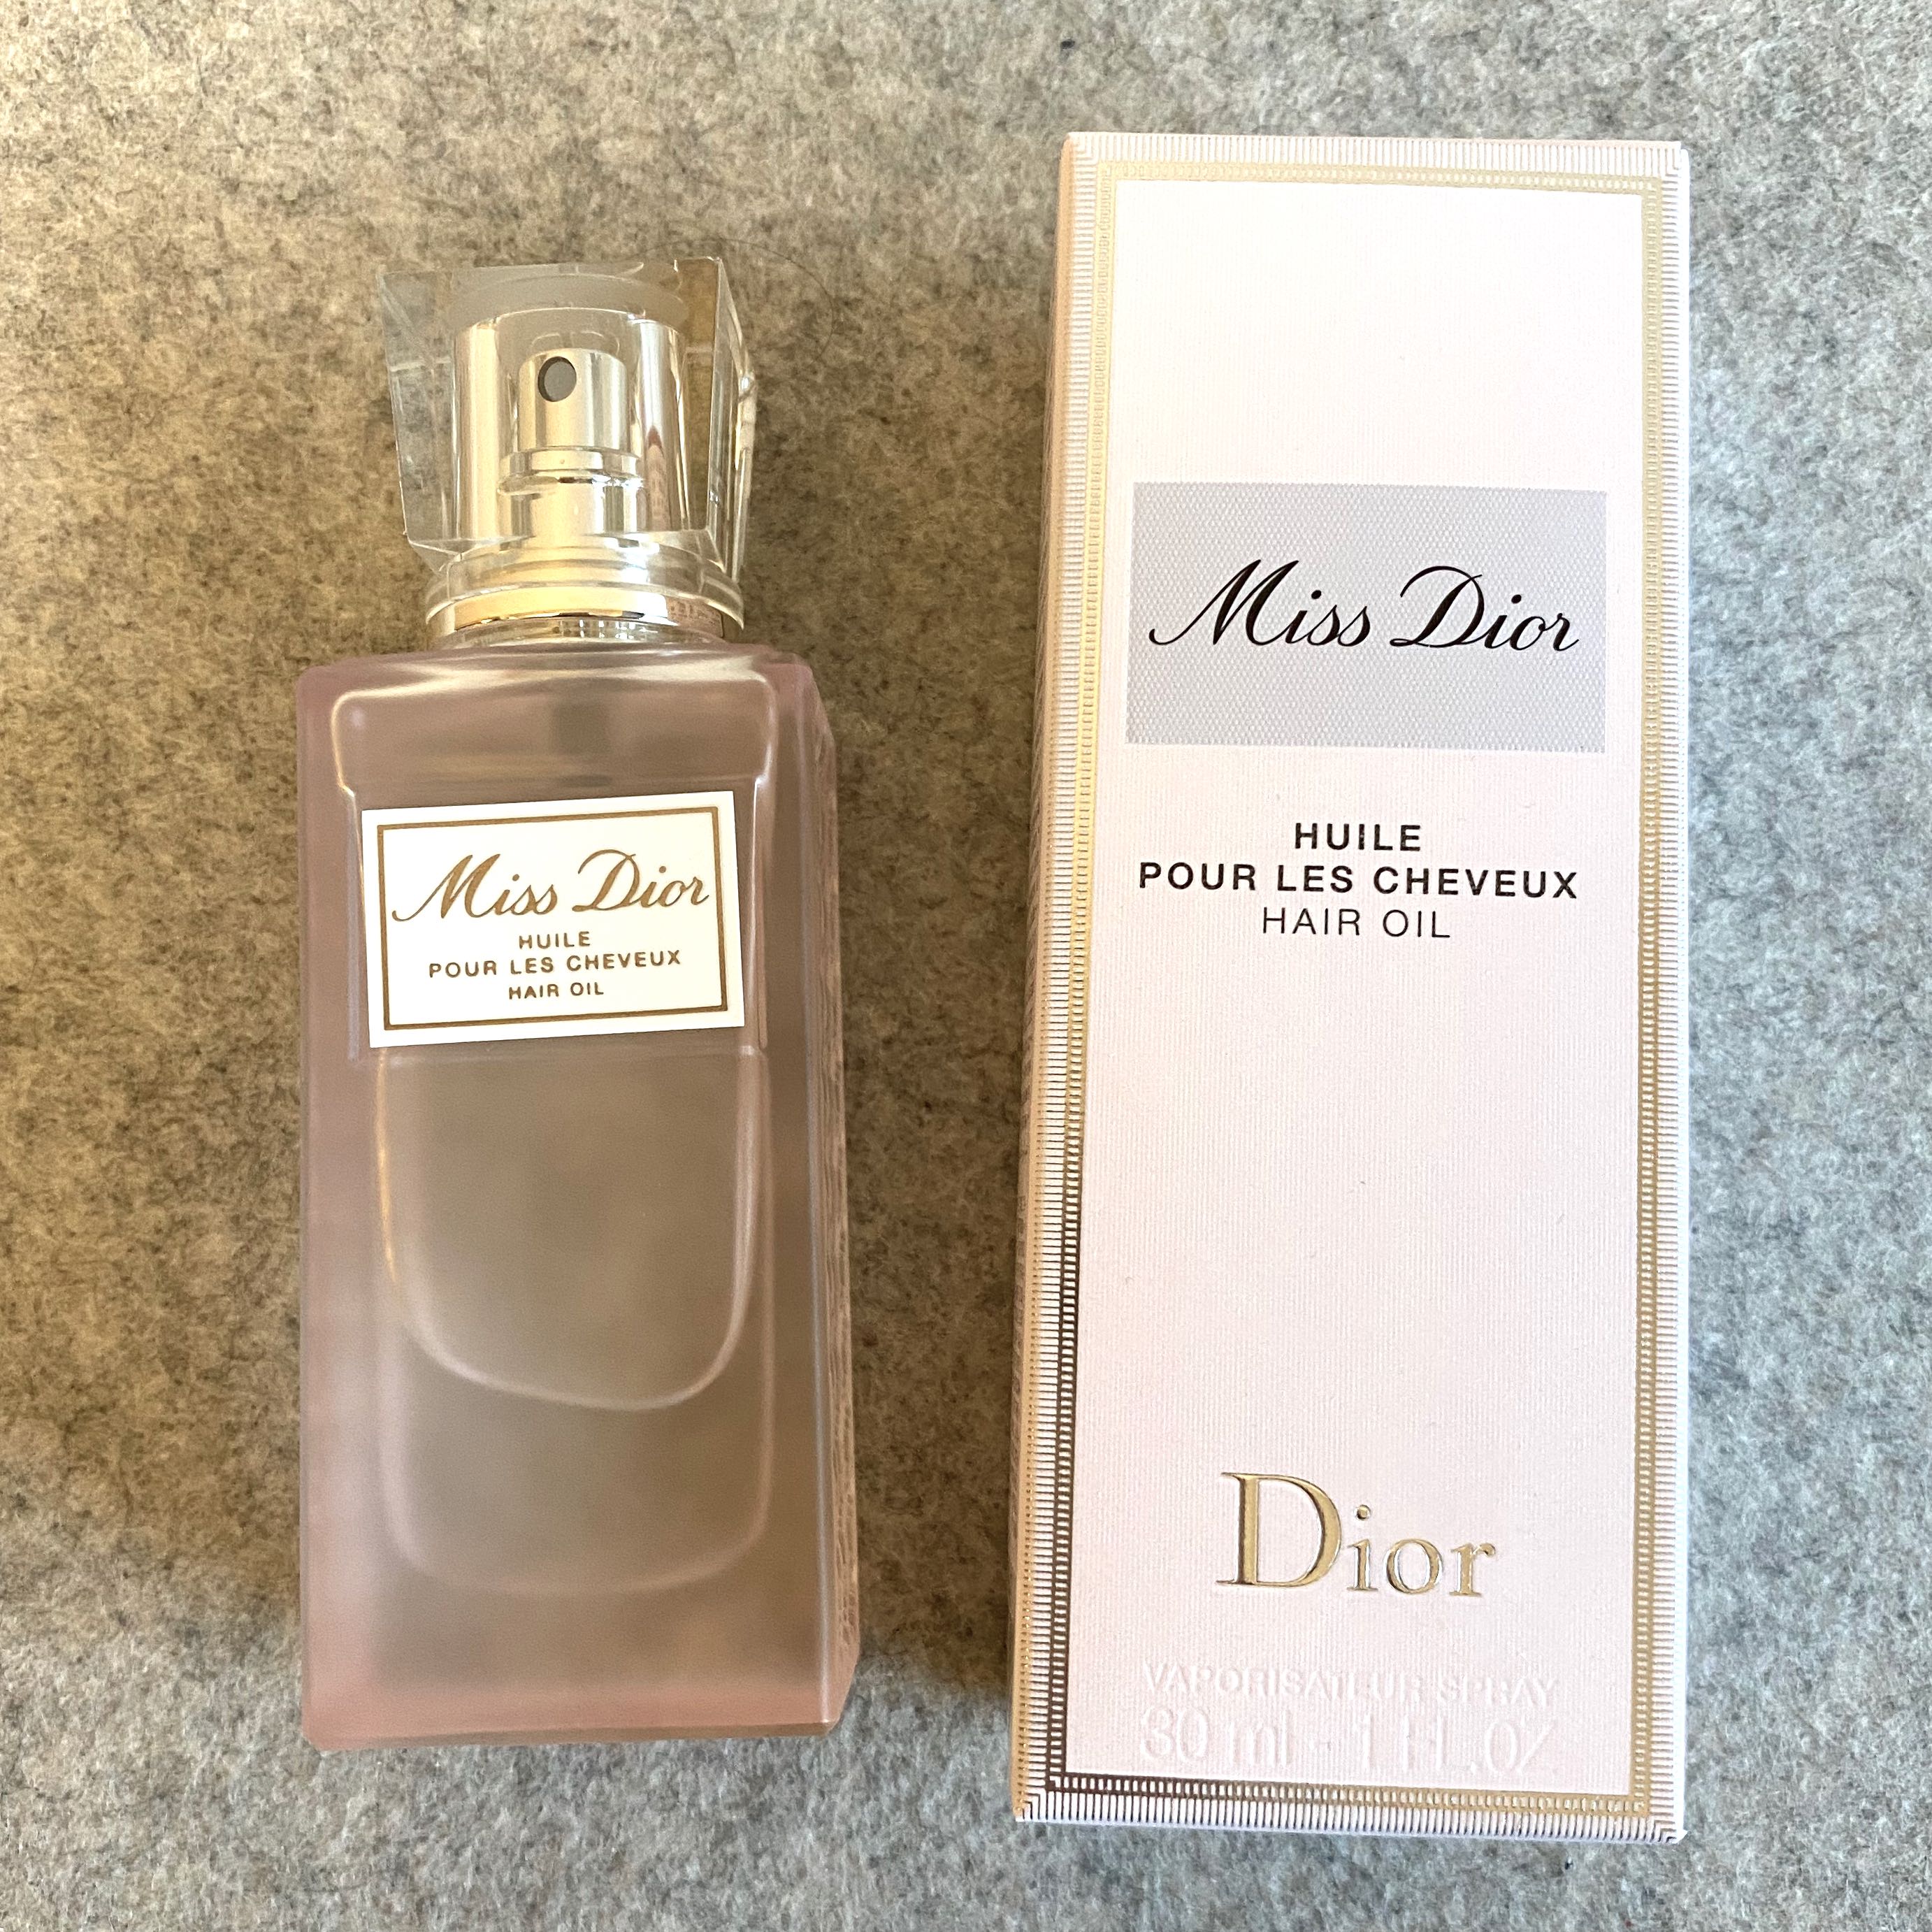 Miss Dior
HUILE
POUR LES CHEVEUX
HAIR OIL
Miss Dior
HUILE
POUR LES CHEVEUX
HAIR OIL
Dior
VAPORISATEUR SPRAY
30 ml - 1 FL.OZ